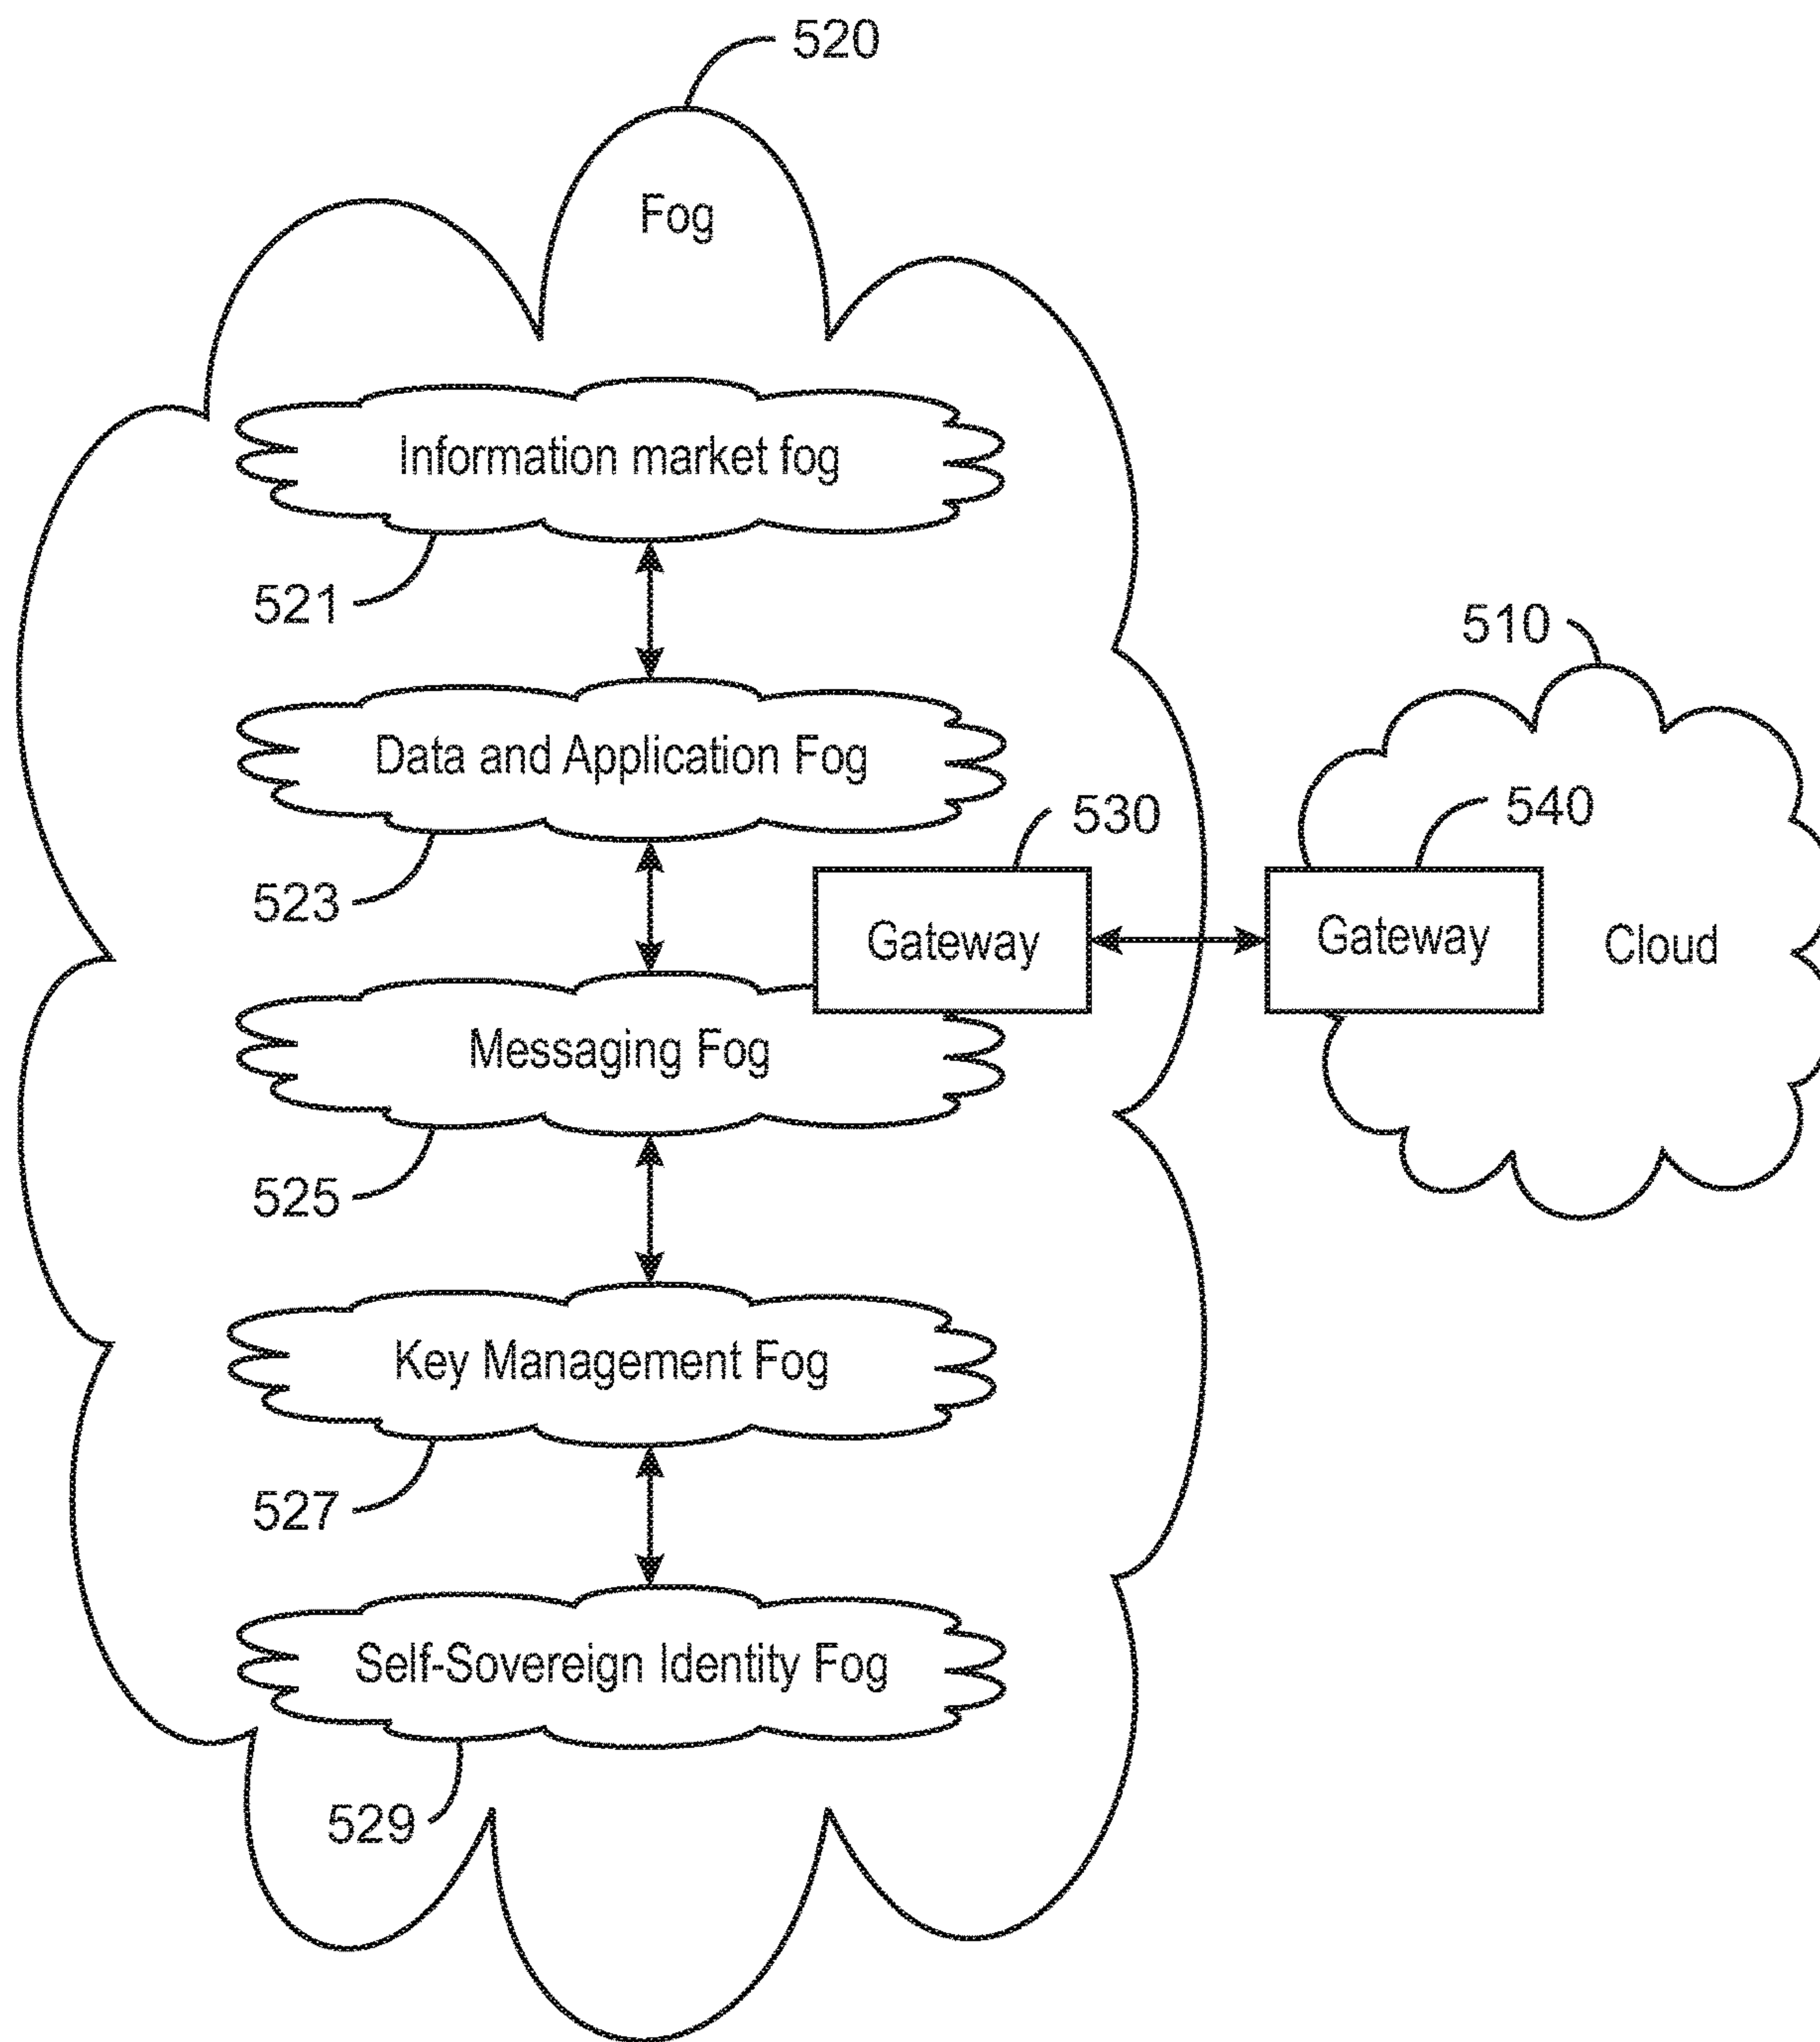 520
Fog
Information market fog
521
510
Data and Application Fog
530
540
523
Gateway
Gateway
Cloud
Messaging Fog
525
Key Management Fog
527
Self-Sovereign Identity Fog
529